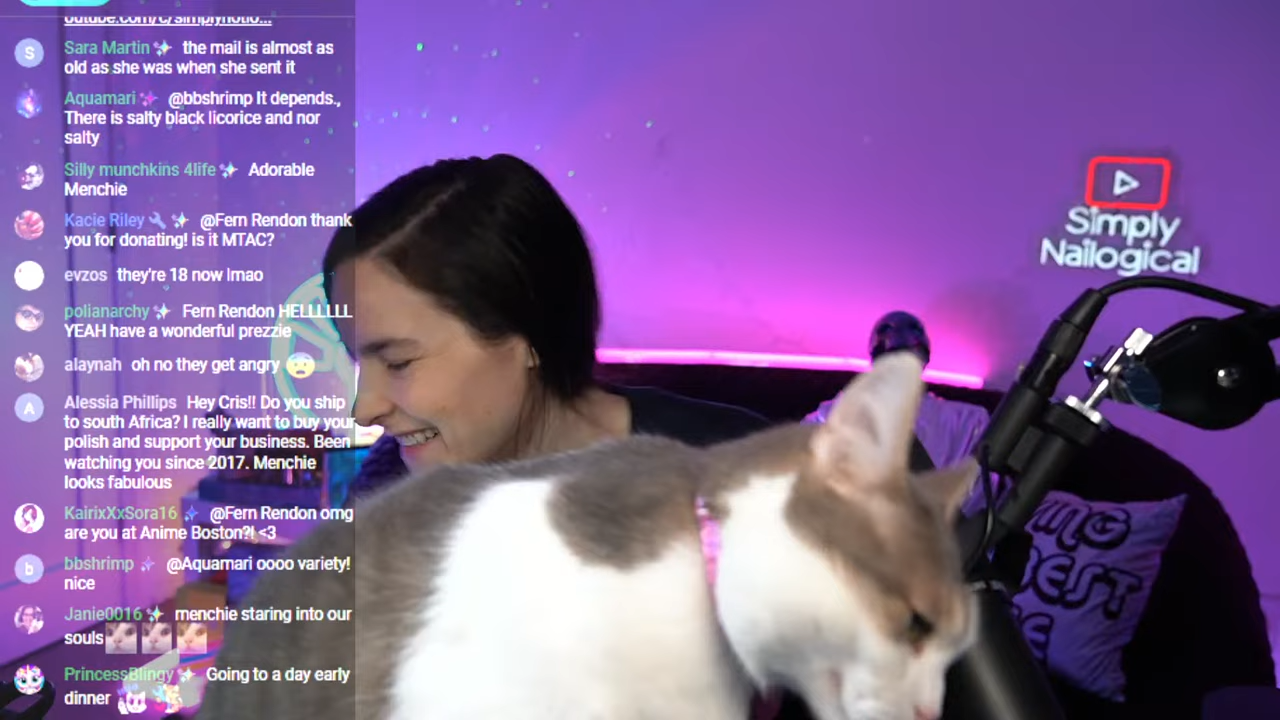 outube.com/c/simplynolo...
Sara Martin the mail is almost as
old as she was when she sent it
Aquamari @bbshrimp It depends.,
There is salty black licorice and nor
salty
Silly munchkins 4life Adorable
Menchie
Kacie Riley @Fern Rendon thank
you for donating! is it MTAC?
evzos they're 18 now lmao
polianarchy Fern Rendon HELLLLLL
YEAH have a wonderful prezzie
alaynah oh no they get angry
Alessia Phillips Hey Cris!! Do you ship
to south Africa? I really want to buy your
polish and support your business. Been
watching you since 2017. Menchie
looks fabulous
KairixXxSora16 @Fern Rendon omg
are you at Anime Boston?! <3
bbshrimp @Aquamari oooo variety!
nice
Janie0016 menchie staring into our
souls
PrincessBlingy Going to a day early
dinner
S
A
b
Simply
Nailogical